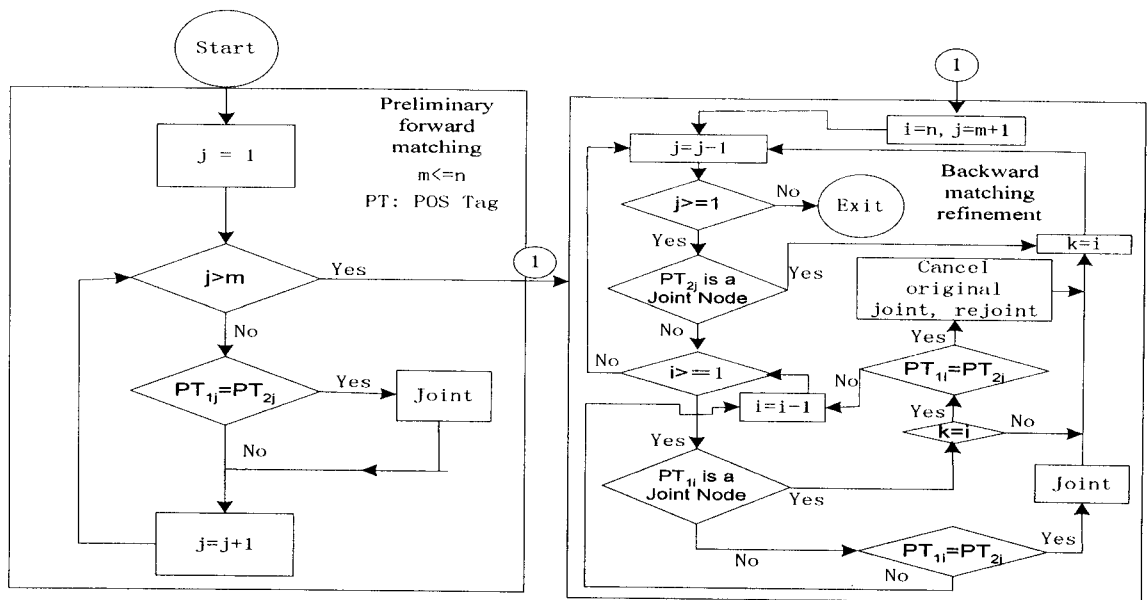 Start
Preliminary
forward
matching
m<=n
PT: POS Tag
j = 1
j>m
Yes
1
No
PT1j=PT2j
Yes
Joint
No
j=j+1
1
i=n, j=m+1
j=j-1
Backward
matching
refinement
j>=1
No
Exit
Yes
k=i
PT2j is a
Joint Node
Yes
Cancel
original
joint, rejoint
No
Yes
No
i>=1
PT1i=PT2j
No
i=i-1
Yes
k=i
No
Yes
PT1i is a
Joint Node
Yes
Joint
No
PT1i=PT2j
Yes
No